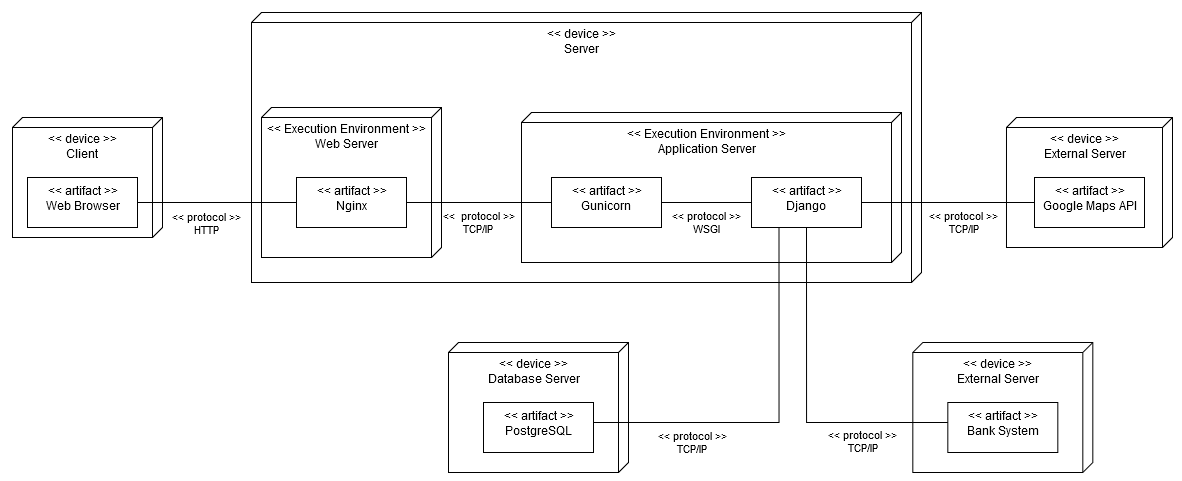 << device >>
Server
<< device >>
Client
<< artifact >>
Web Browser
<< protocol >>
HTTP
<< Execution Environment >>
Web Server
<< artifact >>
Nginx
<<  protocol >>
TCP/IP
<< Execution Environment >>
Application Server
<< artifact >>
Gunicorn
<< protocol >>
WSGI
<< artifact >>
Django
<< protocol >>
TCP/IP
<< device >>
External Server
<< artifact >>
Google Maps API
<< device >>
Database Server
<< artifact >>
PostgreSQL
<< protocol >>
TCP/IP
<< protocol >>
TCP/IP
<< device >>
External Server
<< artifact >>
Bank System